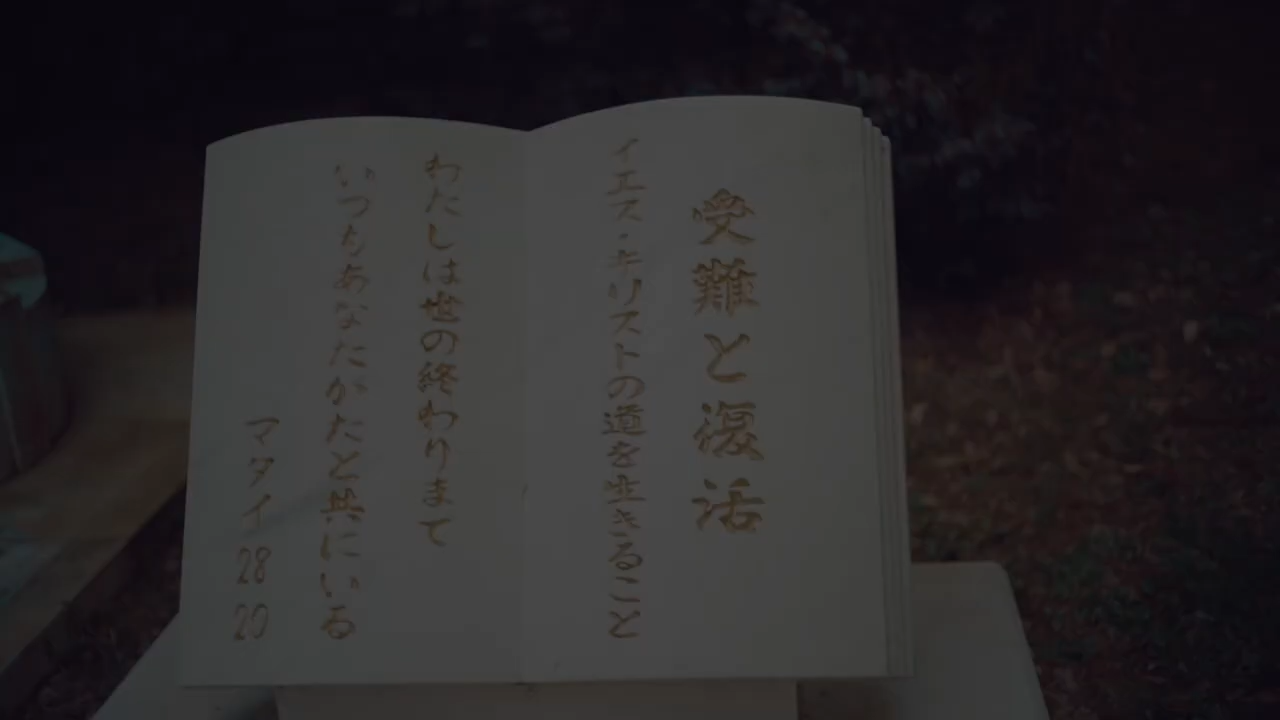 受難と復活
イエス・キリストの道を生きること
わたしは世の終わりまて
いつもあなたがたと共にいる
マタイ 28 20